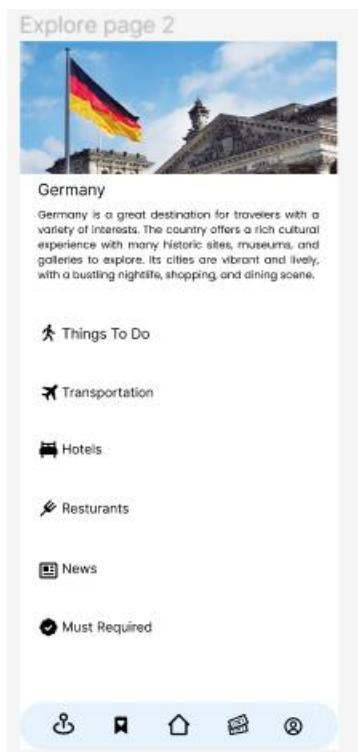 Explore page 2
Germany
Germany is a great destination for travelers with a
variety of interests. The country offers a rich cultural
experience with many historic sites, museums, and
galleries to explore. Its cities are vibrant and lively,
with a bustling nightlife, shopping, and dining scene.
Things To Do
Transportation
Hotels
Resturants
News
Must Required